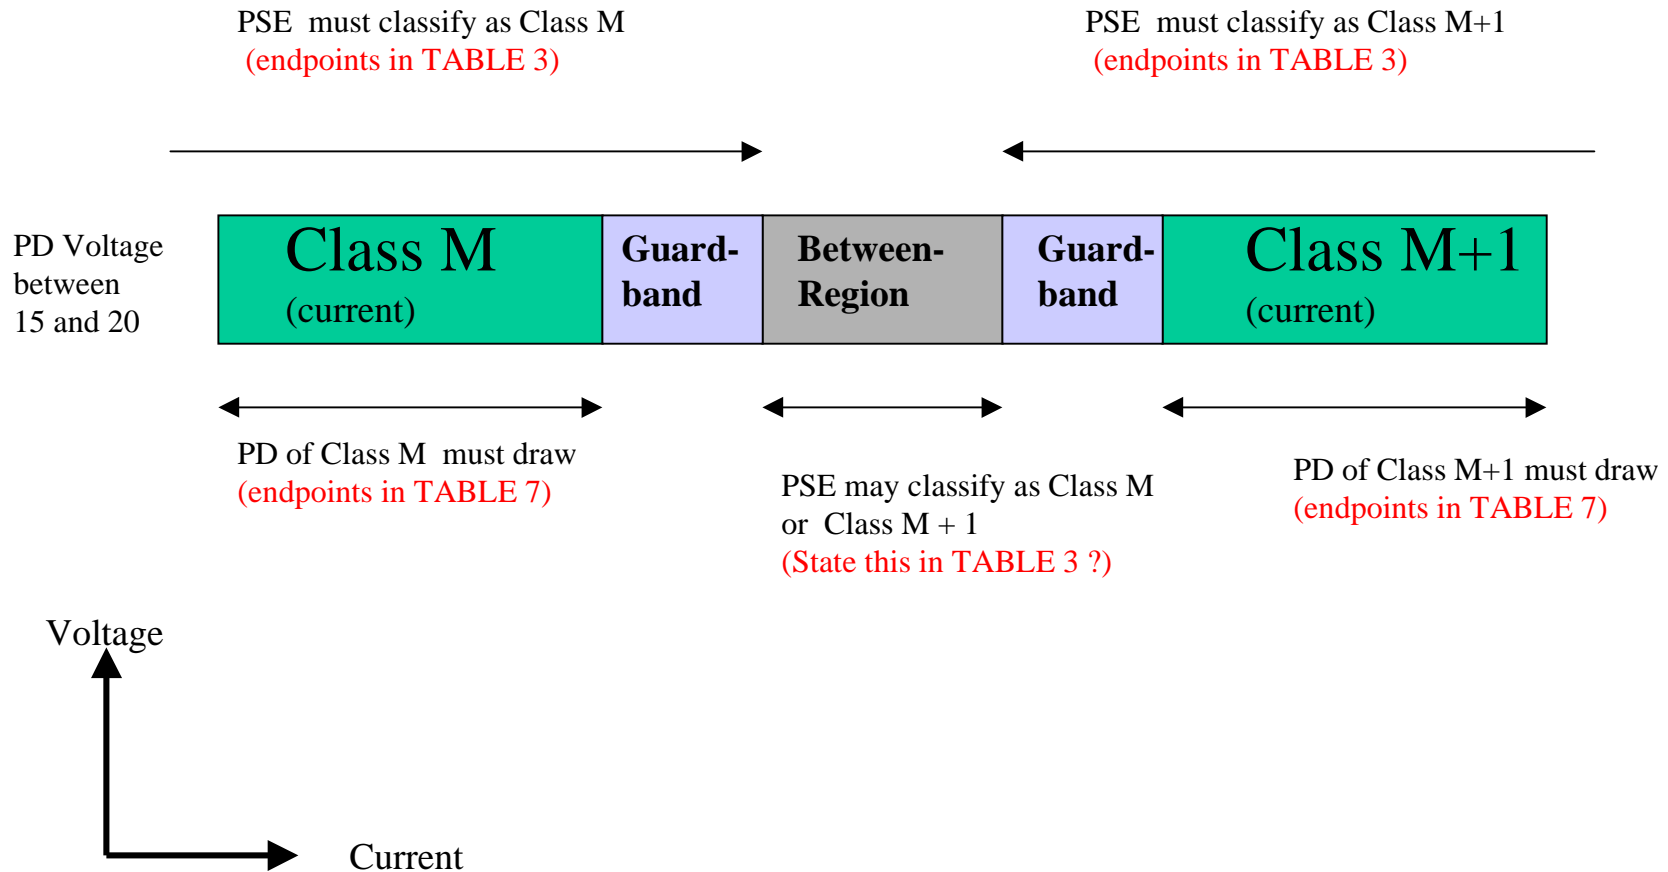 PSE must classify as Class M
(endpoints in TABLE 3)
PSE must classify as Class M+1
(endpoints in TABLE 3)
PD Voltage
between
15 and 20
Class M
(current)
Guard-
band
Between-
Region
Guard-
band
Class M+1
(current)
PD of Class M must draw
(endpoints in TABLE 7)
PSE may classify as Class M
or Class M + 1
(State this in TABLE 3 ?)
PD of Class M+1 must draw
(endpoints in TABLE 7)
Voltage
Current